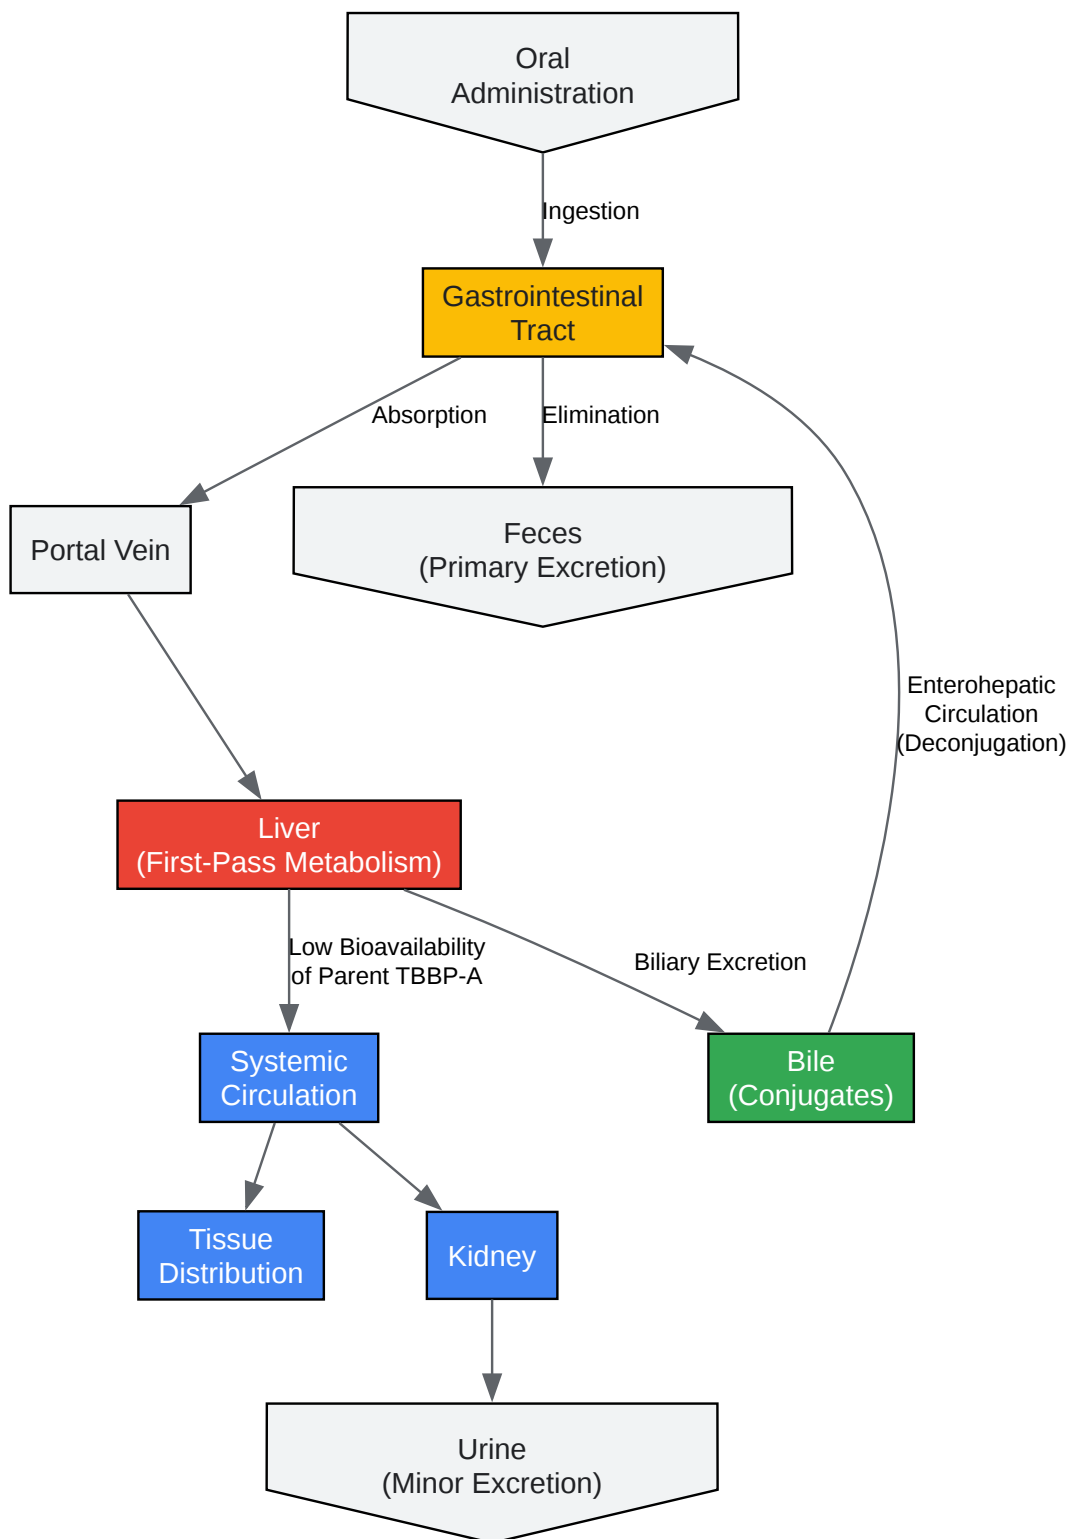 Oral
Administration
Ingestion
Gastrointestinal
Tract
Absorption
Elimination
Portal Vein
Feces
(Primary Excretion)
Enterohepatic
Circulation
(Deconjugation)
Liver
(First-Pass Metabolism)
Low Bioavailability
of Parent TBBP-A
Biliary Excretion
Systemic
Circulation
Bile
(Conjugates)
Tissue
Distribution
Kidney
Urine
(Minor Excretion)